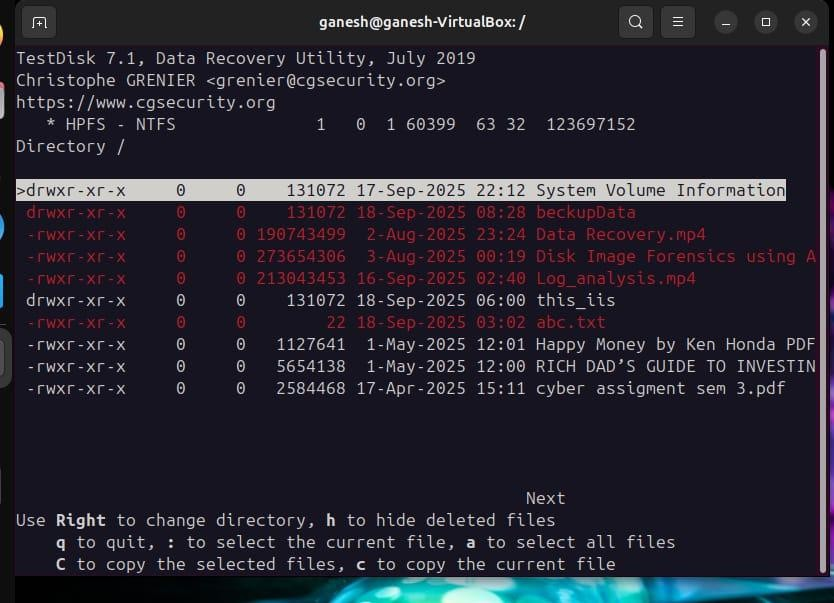 ganesh@ganesh-VirtualBox: /
TestDisk 7.1, Data Recovery Utility, July 2019
Christophe GRENIER <grenier@cgsecurity.org>
https://www.cgsecurity.org
* HPFS - NTFS 1 0 1 60399 63 32 123697152
Directory /
>drwxr-xr-x 0 0 131072 17-Sep-2025 22:12 System Volume Information
drwxr-xr-x 0 0 131072 18-Sep-2025 08:28 beckupData
-rwxr-xr-x 0 0 190743499 2-Aug-2025 23:24 Data Recovery.mp4
-rwxr-xr-x 0 0 273654306 3-Aug-2025 00:19 Disk Image Forensics using A
-rwxr-xr-x 0 0 213043453 16-Sep-2025 02:40 Log_analysis.mp4
drwxr-xr-x 0 0 131072 18-Sep-2025 06:00 this_iis
-rwxr-xr-x 0 0 22 18-Sep-2025 03:02 abc.txt
-rwxr-xr-x 0 0 1127641 1-May-2025 12:01 Happy Money by Ken Honda PDF
-rwxr-xr-x 0 0 5654138 1-May-2025 12:00 RICH DAD’S GUIDE TO INVESTIN
-rwxr-xr-x 0 0 2584468 17-Apr-2025 15:11 cyber assigment sem 3.pdf
Next
Use Right to change directory, h to hide deleted files
q to quit, : to select the current file, a to select all files
C to copy the selected files, c to copy the current file